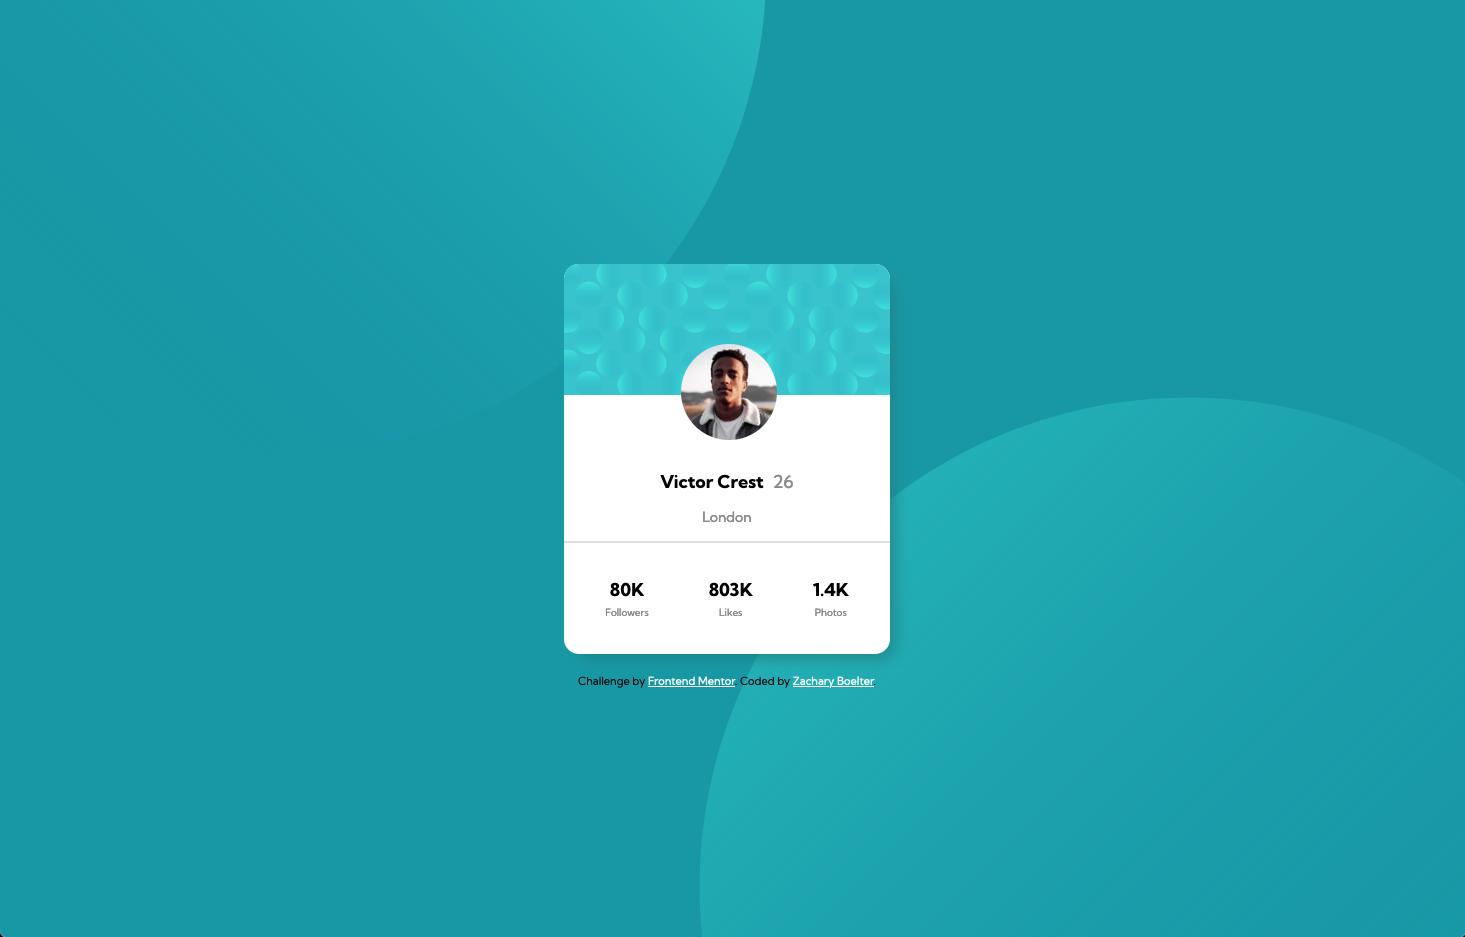 Victor Crest 26
London
80K 803K 1.4K
Followers Likes Photos
Challenge by Frontend Mentor. Coded by Zachary Boelter.